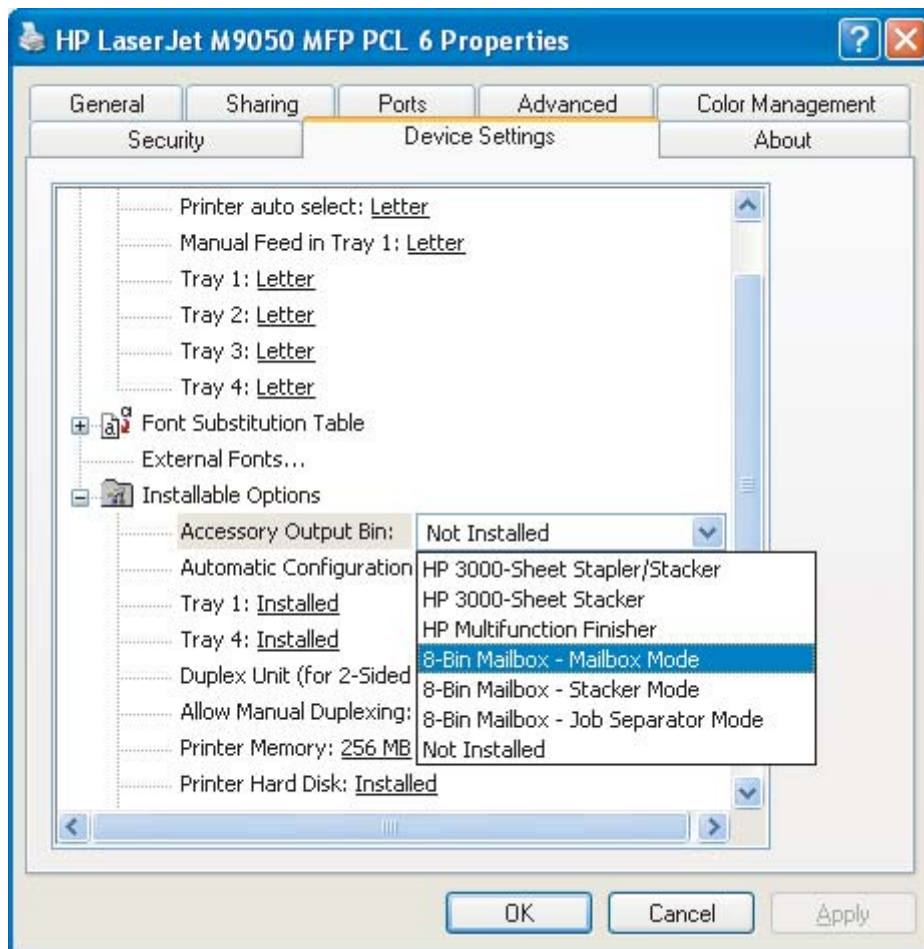 HP LaserJet M9050 MFP PCL 6 Properties
General Sharing Ports Advanced Color Management
Security Device Settings About
Printer auto select: Letter
Manual Feed in Tray 1: Letter
Tray 1: Letter
Tray 2: Letter
Tray 3: Letter
Tray 4: Letter
Font Substitution Table
External Fonts...
Installable Options
Accessory Output Bin: Not Installed
Automatic Configuration HP 3000-Sheet Stapler/Stacker
HP 3000-Sheet Stacker
Tray 1: Installed
HP Multifunction Finisher
Tray 4: Installed
8-Bin Mailbox - Mailbox Mode
Duplex Unit (for 2-Sided
8-Bin Mailbox - Stacker Mode
Allow Manual Duplexing:
8-Bin Mailbox - Job Separator Mode
Printer Memory: 256 MB
Not Installed
Printer Hard Disk: Installed
OK Cancel Apply